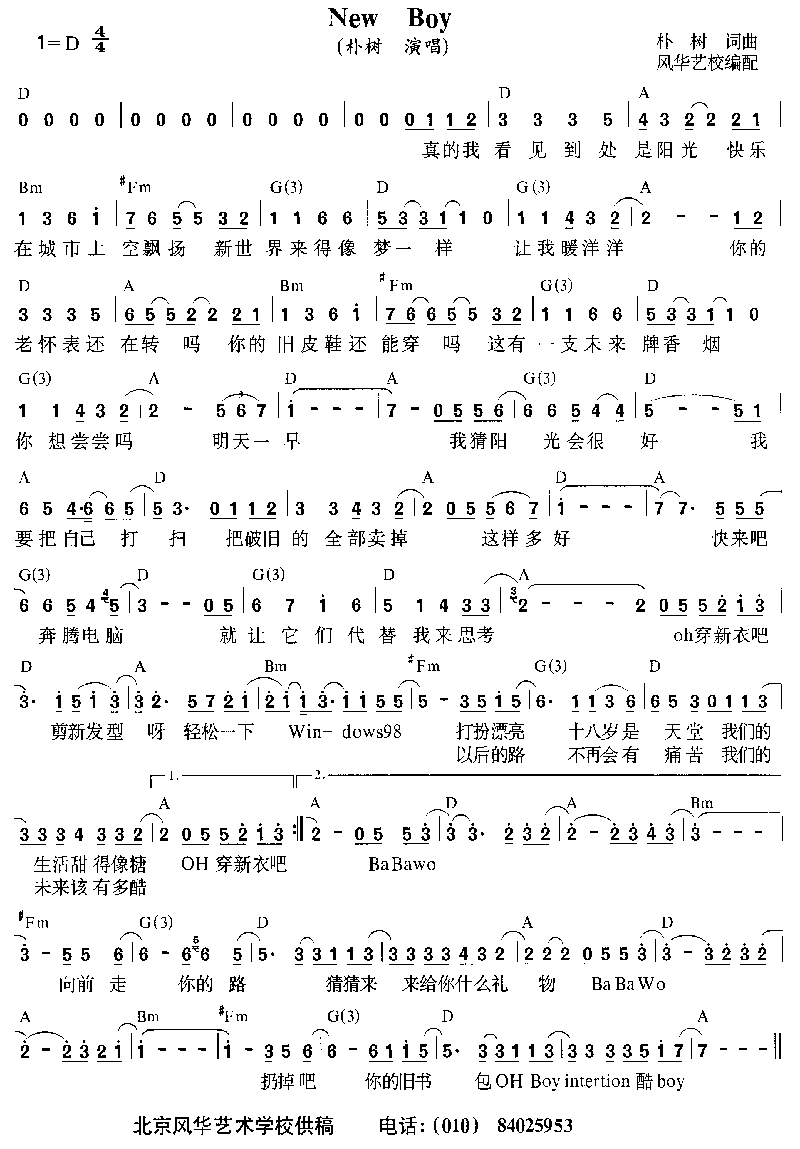 New Boy
1=D 4/4
(朴树 演唱)
朴 树 词曲
风华艺校编配
D D A
0 0 0 0 | 0 0 0 0 | 0 0 0 0 | 0 0 0 1 1 2 | 3 3 3 5 | 4 3 2 2 2 2 1 |
真的我 看 见 到 处 是阳光 快乐
Bm #Fm G(3) D G(3) A
1 3 6 i | 7 6 5 5 3 2 | 1 1 6 6 | 5 3 3 1 1 0 | 1 1 4 3 2 | 2 - - 1 2 |
在城市上 空飘扬 新世 界来得像 梦一 样 让我暖洋洋 你的
D A Bm #Fm G(3) D
3 3 3 5 | 6 5 5 2 2 2 2 1 | 1 3 6 i | 7 6 6 5 5 3 2 | 1 1 6 6 | 5 3 3 1 1 0
老怀表还 在转 吗 你的 旧皮鞋还 能穿 吗 这有 一支未来 牌香 烟
G(3) A D A G(3) D
1 1 4 3 2 | 2 - 5 6 7 | i - - - | 7 - 0 5 5 6 | 6 6 5 4 4 | 5 - - 5 1
你 想尝尝吗 明天一 早 我猜阳 光会很 好 我
A D A D A
6 5 4·6 6 5 | 5 3· 0 1 1 2 | 3 3 4 3 2 | 2 0 5 5 6 7 | i - - - | 7 7· 5 5 5
要把自己 打 扫 把破旧 的 全部卖掉 这样多 好 快来吧
G(3) D G(3) D A
6 6 5 4 5 | 3 - - 0 5 | 6 7 i 6 | 5 1 4 3 3 | 2 - - - | 2 0 5 5 2 i 3
奔腾电脑 就让 它 们代替 我来思考 oh穿新衣吧
D A Bm #Fm G(3) D
3· i 5 i 3 | 3 2· 5 7 2 i | 2 i i 3·i i 5 5 | 5 - 3 5 i 5 | 6· i i 3 6 | 6 5 3 0 1 1 3
剪新发型 呀 轻松一下 Win-dows98 打扮漂亮 十八岁是 天堂 我们的
以后的路 不再会有 痛苦 我们的
1. 2.
A A D A Bm
3 3 3 4 3 3 2 | 2 0 5 5 2 i 3 :|| 2 - 0 5 5 3 | 3 3· 2 3 2 | 2 - 2 3 4 3 | 3 - - -
生活甜 得像糖 OH 穿新衣吧 BaBawo
未来该有多酷
#Fm G(3) D A D
3 - 5 5 6 | 6 - 6 6 5 | 5· 3 3 1 1 3 | 3 3 3 3 4 3 2 | 2 2 2 0 5 5 3 | 3 - 3 2 3 2
向前 走 你的 路 猜猜来 来给你什么礼 物 BaBaWo
A Bm #Fm G(3) D A
2 - 2 3 2 i | i - - - | i - 3 5 6 | 6 - 6 1 i 5 | 5· 3 3 1 1 3 | 3 3 3 3 5 i 7 | 7 - - -
扔掉吧 你的旧书 包OH Boy intertion 酷boy
北京风华艺术学校供稿 电话:(010) 84025953